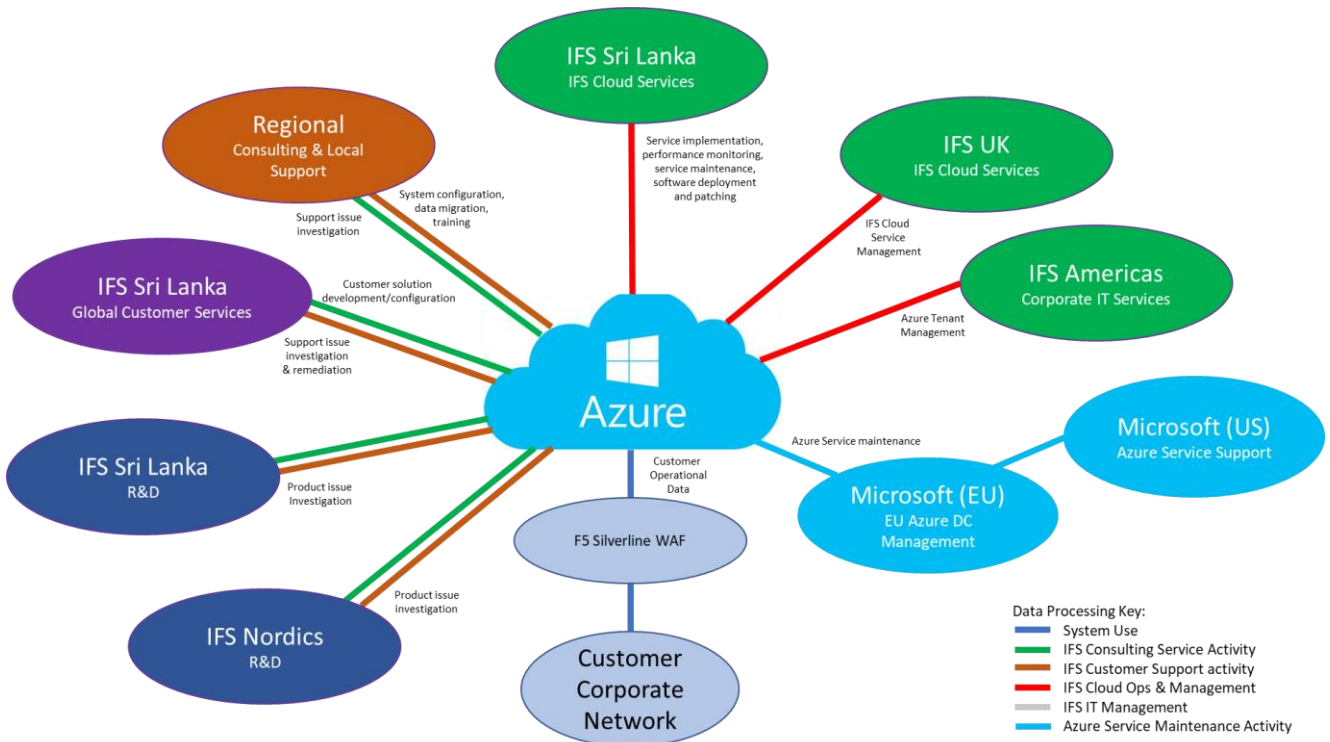 IFS Sri Lanka
IFS Cloud Services
Regional
Consulting & Local
Support
Service implementation,
performance monitoring,
service maintenance,
software deployment
and patching
IFS UK
IFS Cloud Services
System configuration,
data migration,
training
Support issue
investigation
IFS Cloud
Service
Management
IFS Sri Lanka
Global Customer Services
Customer solution
development/configuration
IFS Americas
Corporate IT Services
Azure Tenant
Management
Support issue
investigation
& remediation
Azure
Microsoft (US)
Azure Service Support
Azure Service maintenance
IFS Sri Lanka
R&D
Product issue
Investigation
Customer
Operational
Data
Microsoft (EU)
EU Azure DC
Management
F5 Silverline WAF
Product issue
investigation
IFS Nordics
R&D
Customer
Corporate
Network
Data Processing Key:
System Use
IFS Consulting Service Activity
IFS Customer Support activity
IFS Cloud Ops & Management
IFS IT Management
Azure Service Maintenance Activity